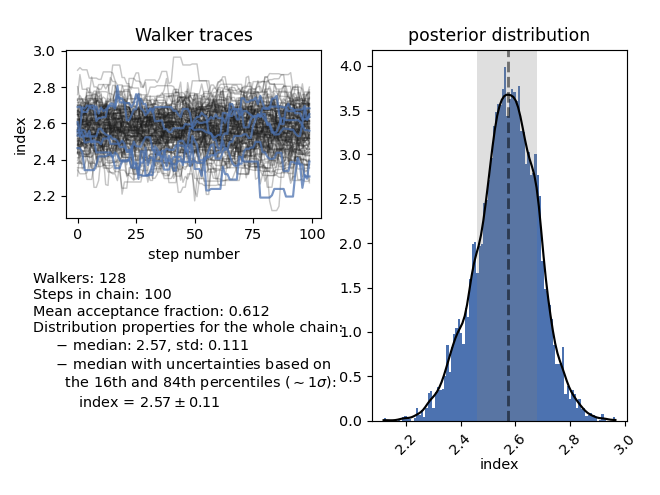 Walker traces
3.0
2.8
2.6
2.4
2.2
index
0
25
50
75
100
step number
Walkers: 128
Steps in chain: 100
Mean acceptance fraction: 0.612
Distribution properties for the whole chain:
− median: 2.57, std: 0.111
− median with uncertainties based on
the 16th and 84th percentiles (∼1σ):
index = 2.57 ± 0.11
posterior distribution
4.0
3.5
3.0
2.5
2.0
1.5
1.0
0.5
0.0
2.2
2.4
2.6
2.8
3.0
index